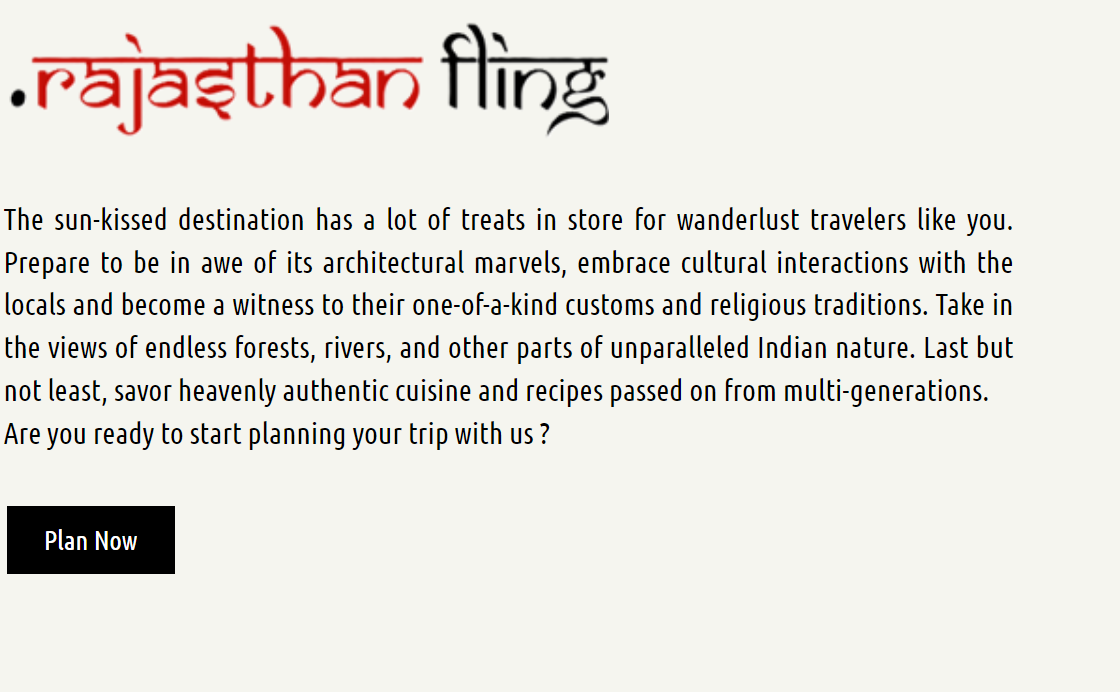 .rajasthan fling
The sun-kissed destination has a lot of treats in store for wanderlust travelers like you.
Prepare to be in awe of its architectural marvels, embrace cultural interactions with the
locals and become a witness to their one-of-a-kind customs and religious traditions. Take in
the views of endless forests, rivers, and other parts of unparalleled Indian nature. Last but
not least, savor heavenly authentic cuisine and recipes passed on from multi-generations.
Are you ready to start planning your trip with us ?
Plan Now